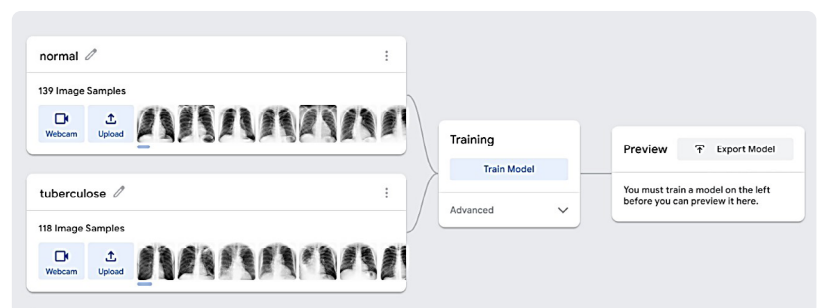 normal
139 Image Samples
Webcam
Upload
tuberculose
118 Image Samples
Webcam
Upload
Training
Train Model
Advanced
Preview
Export Model
You must train a model on the left
before you can preview it here.